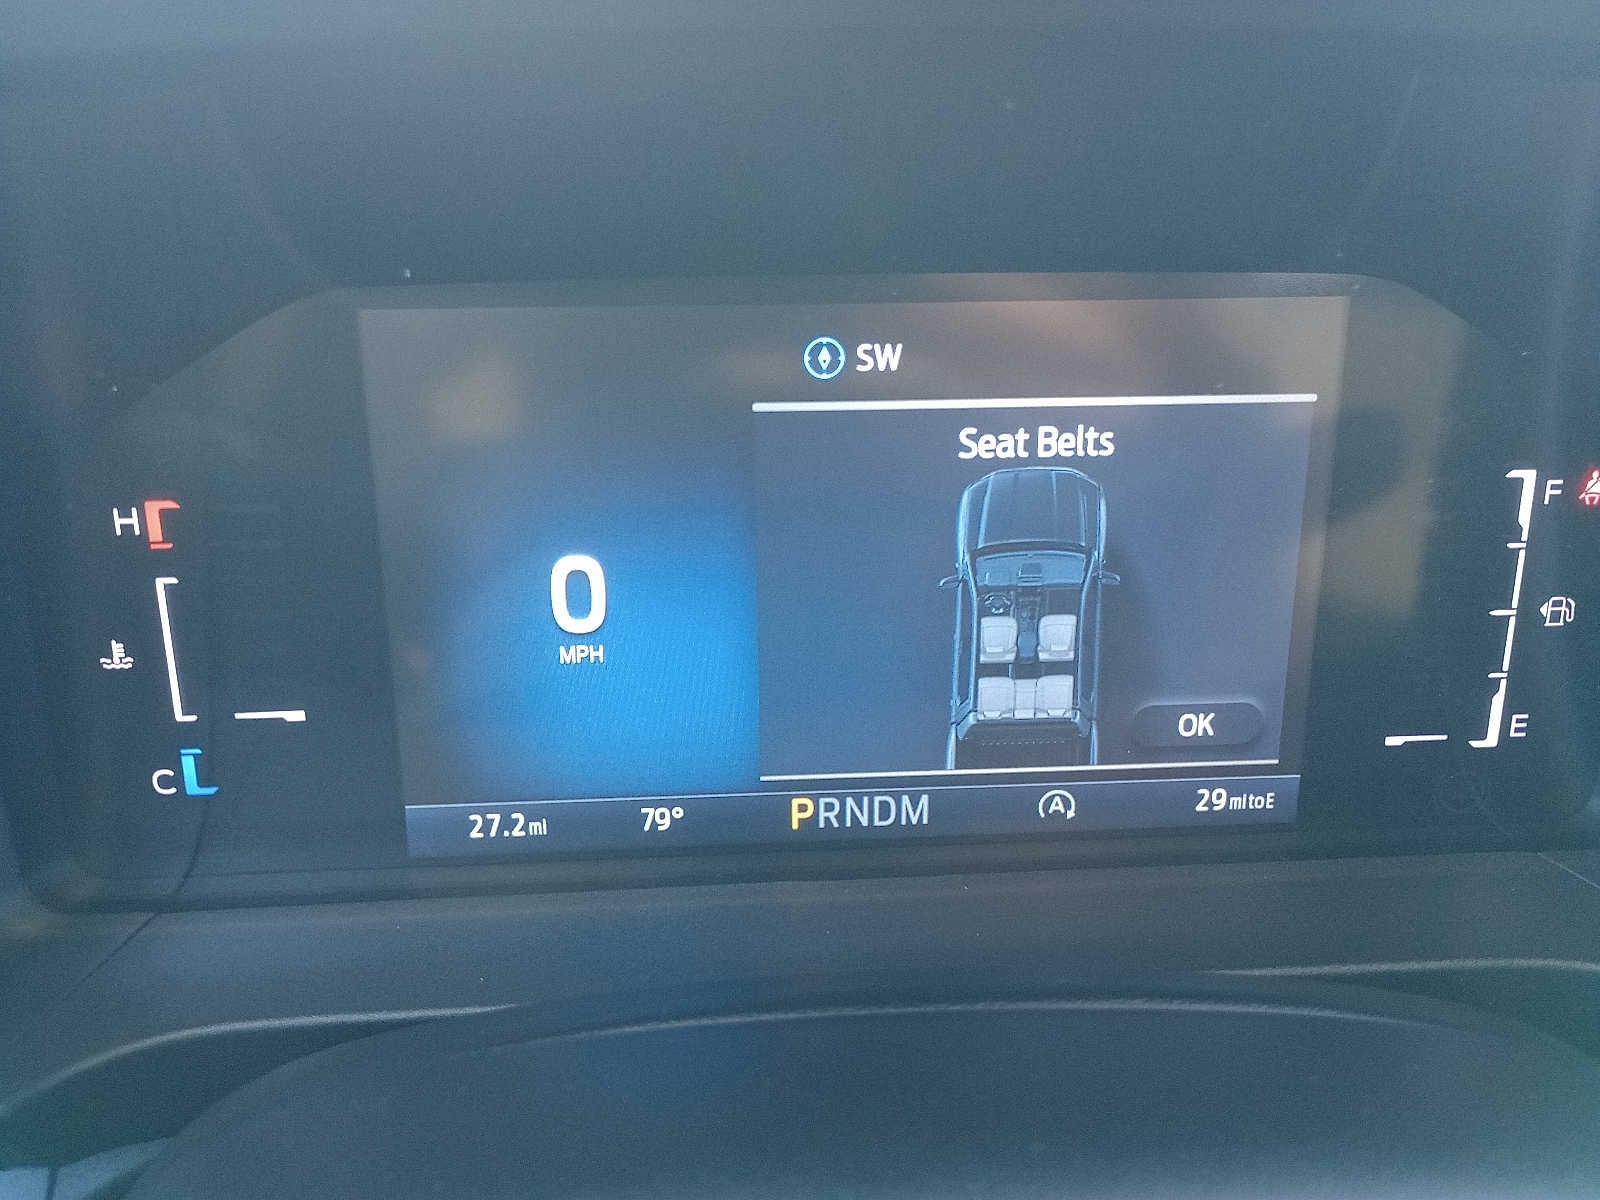 SW
Seat Belts
H
F
0
MPH
OK
E
C
27.2mi
79°
PRNDM
A
29mitoE